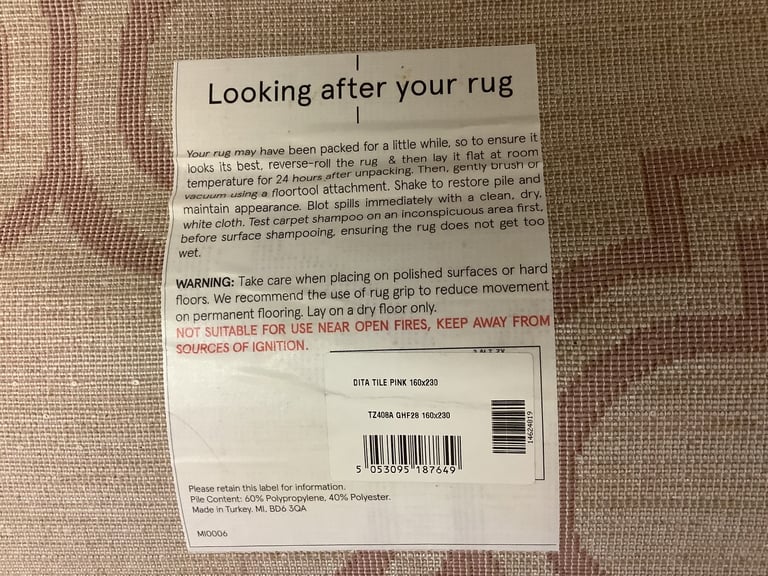 Looking after your rug
Your rug may have been packed for a little while, so to ensure it
looks its best, reverse-roll the rug & then lay it flat at room
temperature for 24 hours after unpacking. Then, gently brush or
vacuum using a floortool attachment. Shake to restore pile and
maintain appearance. Blot spills immediately with a clean, dry,
white cloth. Test carpet shampoo on an inconspicuous area first,
before surface shampooing, ensuring the rug does not get too
wet.
WARNING: Take care when placing on polished surfaces or hard
floors. We recommend the use of rug grip to reduce movement
on permanent flooring. Lay on a dry floor only.
NOT SUITABLE FOR USE NEAR OPEN FIRES, KEEP AWAY FROM
SOURCES OF IGNITION.
DITA TILE PINK 160x230
TZ408A GHF28 160x230
14624019
5 053095 187649
Please retain this label for information.
Pile Content: 60% Polypropylene, 40% Polyester.
Made in Turkey. MI, BD6 3QA
MI0006